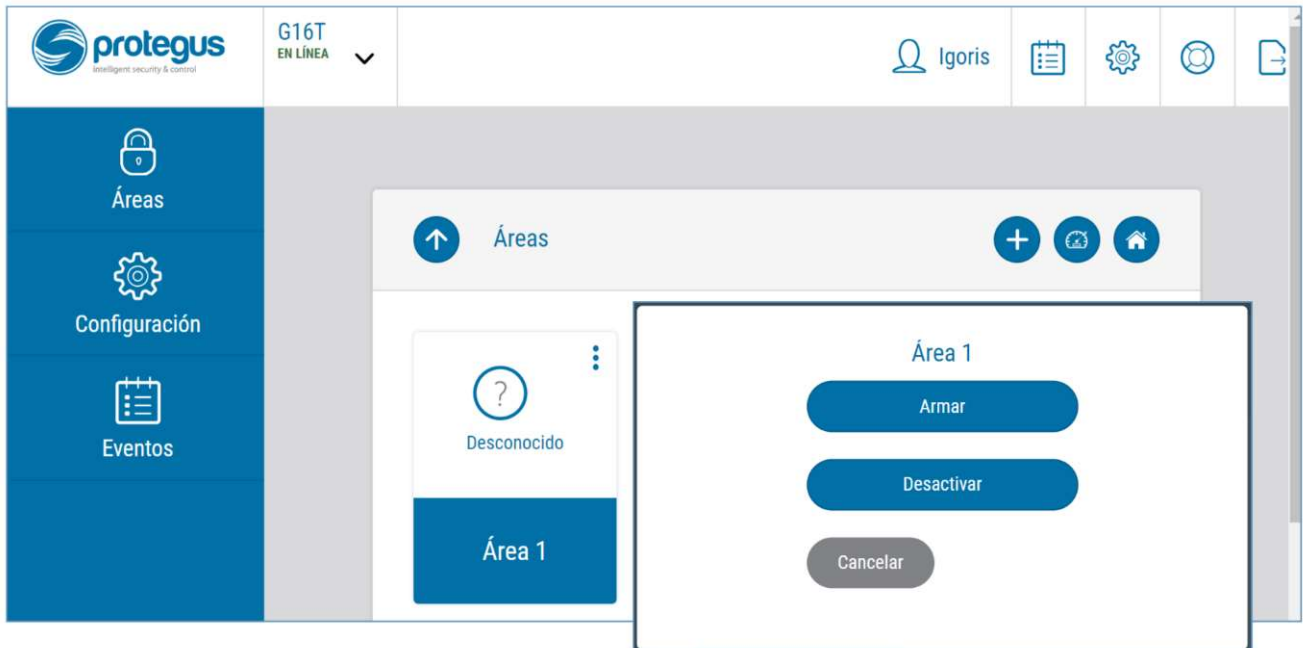 protegus
intelligent security & control
G16T
EN LÍNEA
Igoris
Áreas
Configuración
Eventos
Áreas
?
Desconocido
Área 1
Área 1
Armar
Desactivar
Cancelar